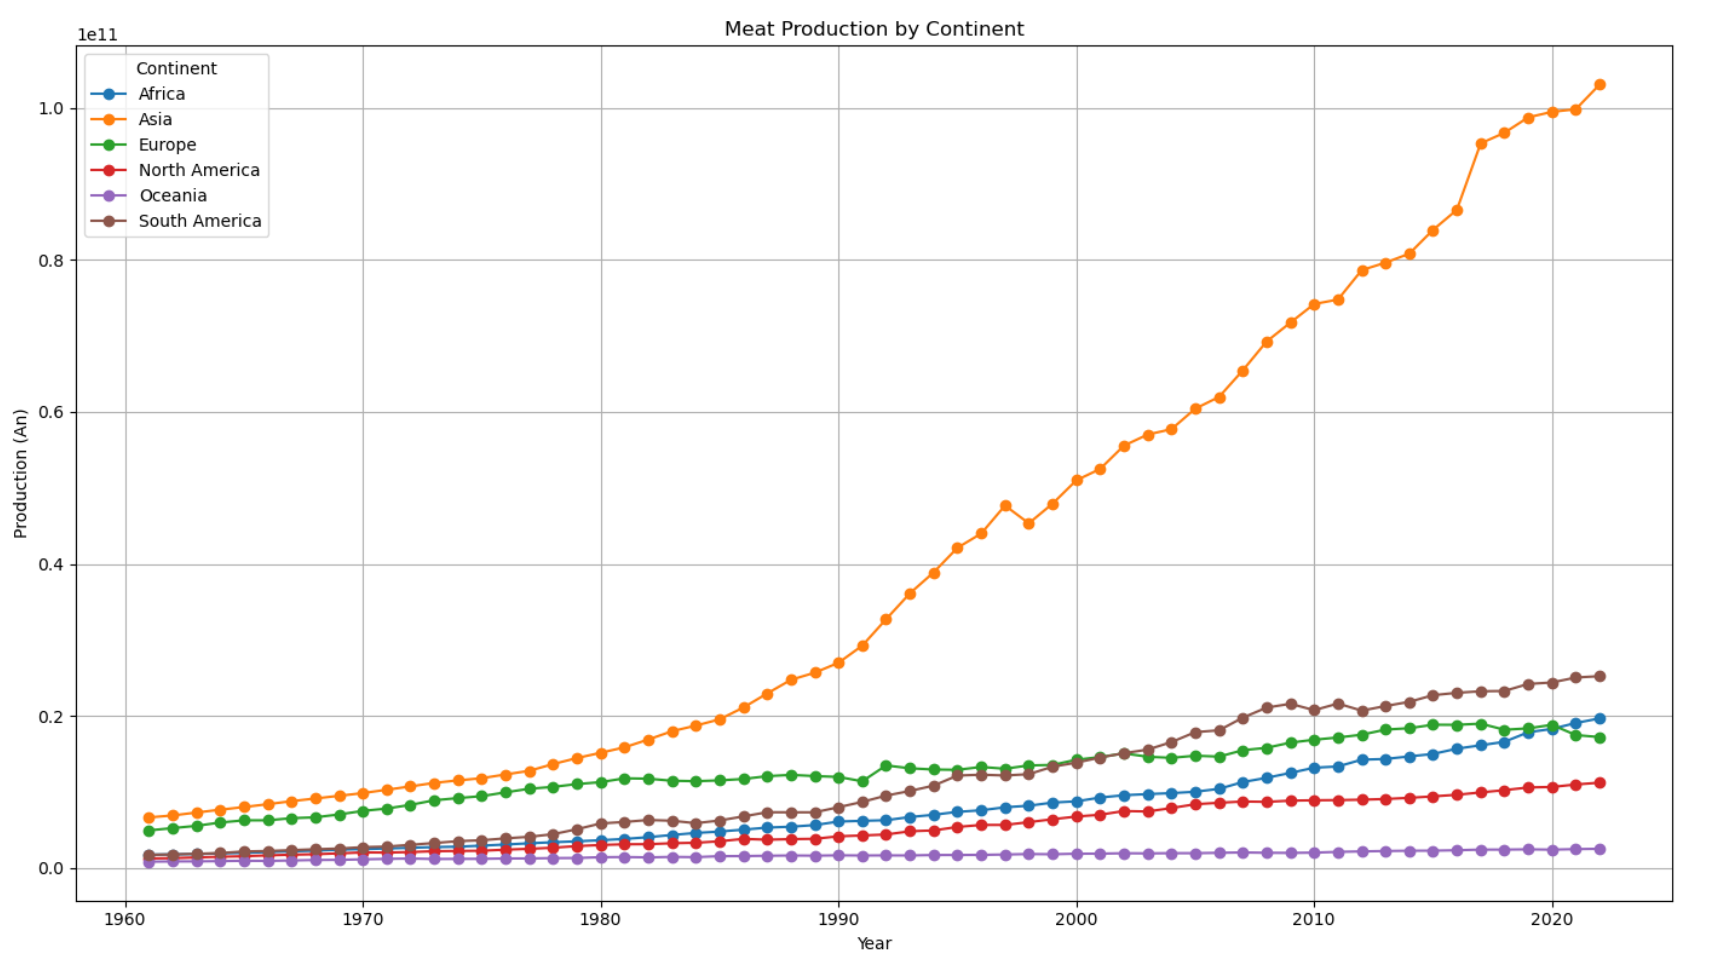 Meat Production by Continent
1e11
Continent
Africa
Asia
Europe
North America
Oceania
South America
1.0
0.8
0.6
0.4
0.2
0.0
Production (An)
1960 1970 1980 1990 2000 2010 2020
Year